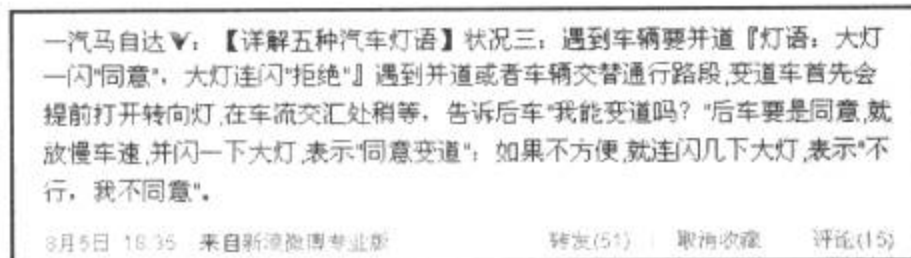 一汽马自达V：【详解五种汽车灯语】状况三：遇到车辆要并道『灯语：大灯
一闪"同意"，大灯连闪"拒绝"』遇到并道或者车辆交替通行路段,变道车首先会
提前打开转向灯,在车流交汇处稍等，告诉后车"我能变道吗？"后车要是同意,就
放慢车速,并闪一下大灯,表示"同意变道"；如果不方便,就连闪几下大灯,表示"不
行，我不同意"。
8月5日 18:35 来自新浪微博专业版 转发(51) 取消收藏 评论(15)